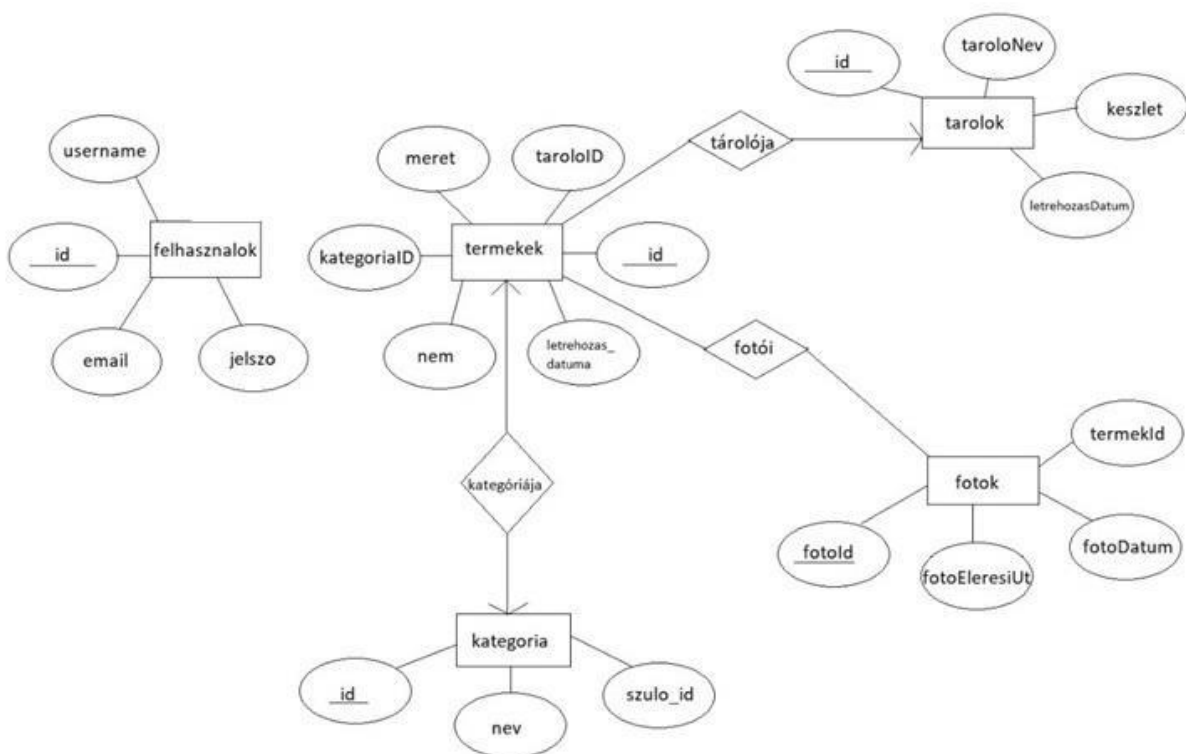 id
taroloNev
keszlet
tarolok
letrehozasDatum
tárolója
username
id
felhasznalok
email
jelszo
meret
taroloID
kategoriaID
termekek
id
nem
letrehozas_
datuma
fotói
termekId
fotok
fotoId
fotoEleresiUt
fotoDatum
kategóriája
kategoria
id
nev
szulo_id